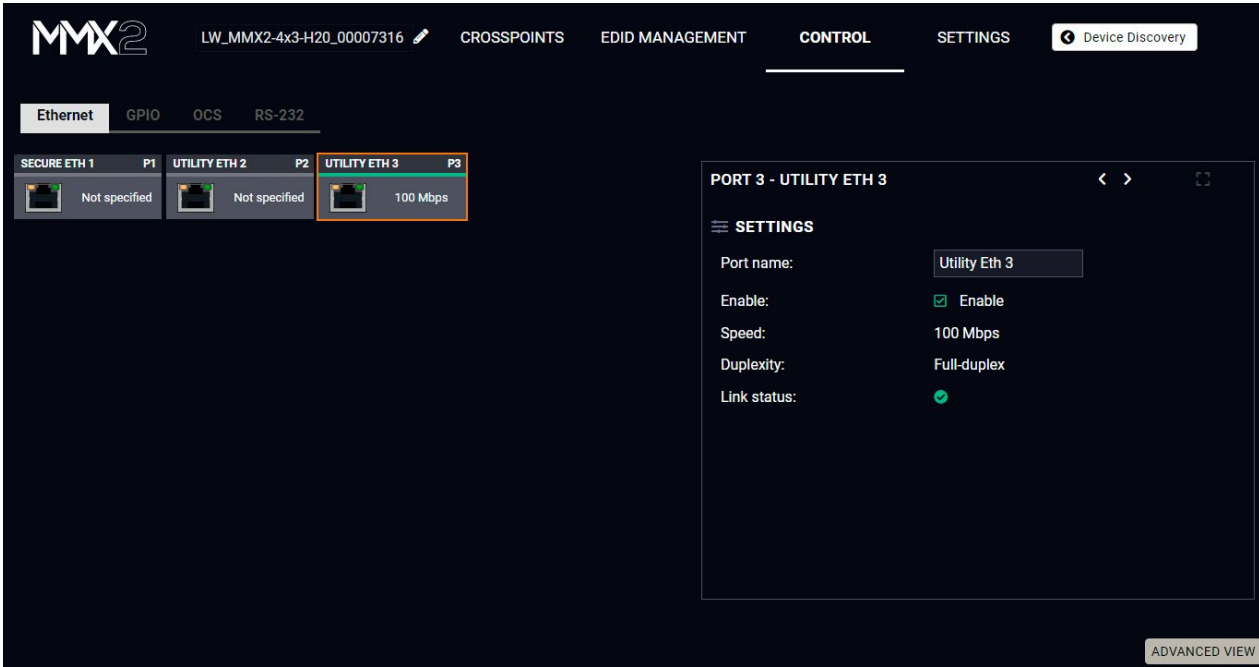 MMX2 LW_MMX2-4x3-H20_00007316 CROSSPOINTS EDID MANAGEMENT CONTROL SETTINGS Device Discovery
Ethernet GPIO OCS RS-232
SECURE ETH 1 P1 UTILITY ETH 2 P2 UTILITY ETH 3 P3
Not specified Not specified 100 Mbps
PORT 3 - UTILITY ETH 3
SETTINGS
Port name: Utility Eth 3
Enable: Enable
Speed: 100 Mbps
Duplexity: Full-duplex
Link status:
ADVANCED VIEW